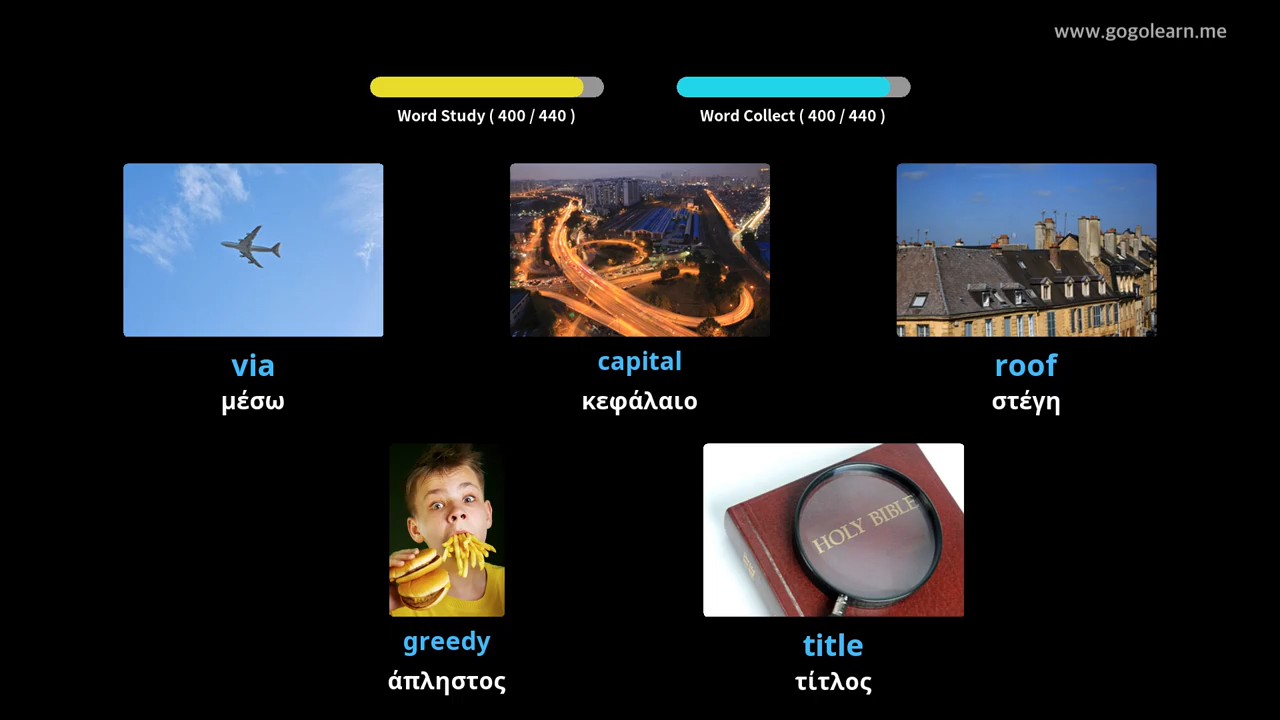 www.gogolearn.me
Word Study ( 400 / 440 )
Word Collect ( 400 / 440 )
via
μέσω
capital
κεφάλαιο
roof
στέγη
HOLY BIBLE
greedy
άπληστος
title
τίτλος